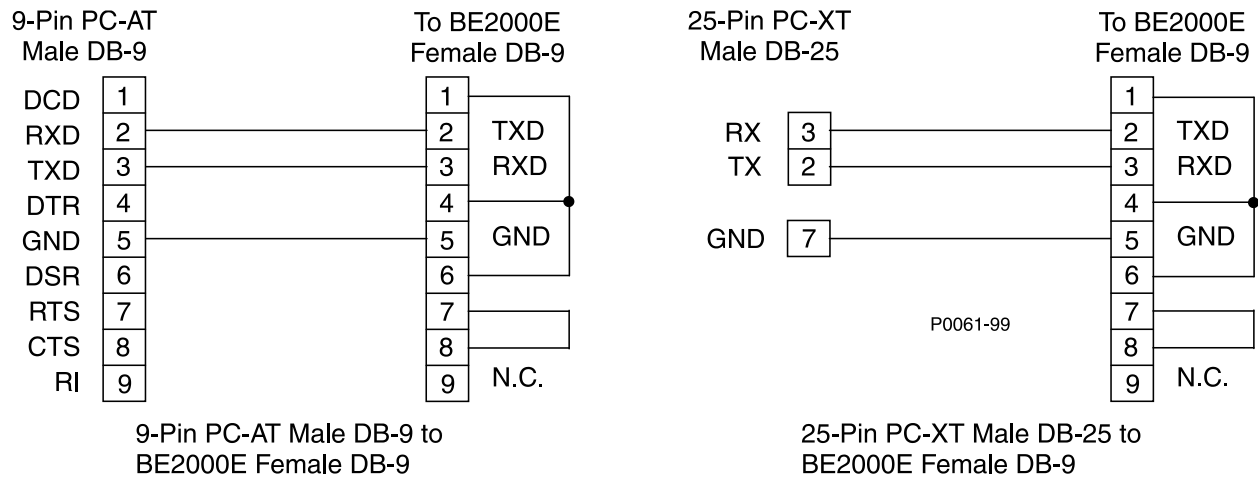 9-Pin PC-AT
Male DB-9
To BE2000E
Female DB-9
DCD 1
RXD 2
TXD 3
DTR 4
GND 5
DSR 6
RTS 7
CTS 8
RI 9
1
2 TXD
3 RXD
4
5 GND
6
7
8
9 N.C.
9-Pin PC-AT Male DB-9 to
BE2000E Female DB-9
25-Pin PC-XT
Male DB-25
To BE2000E
Female DB-9
RX 3
TX 2
GND 7
1
2 TXD
3 RXD
4
5 GND
6
7
8
9 N.C.
P0061-99
25-Pin PC-XT Male DB-25 to
BE2000E Female DB-9